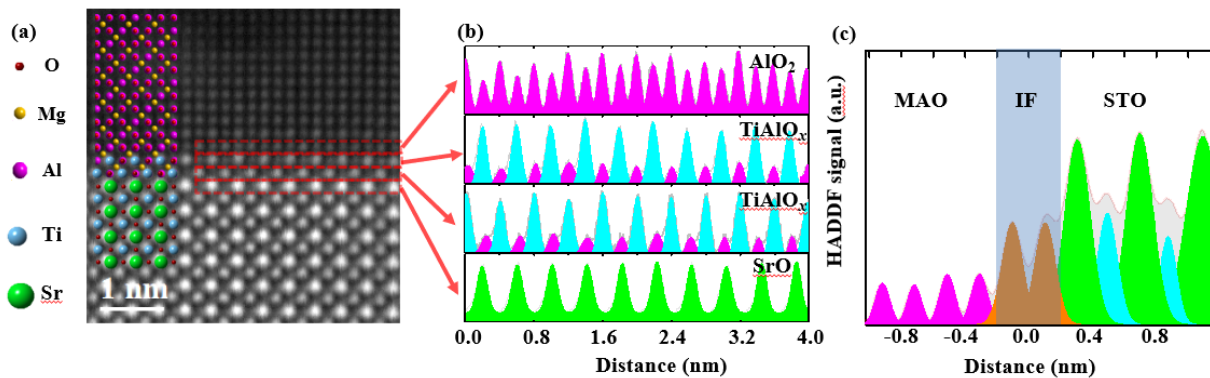 (a)
O
Mg
Al
Ti
Sr
1 nm
(b)
AlO2
TiAlOx
TiAlOx
SrO
0.0 0.8 1.6 2.4 3.2 4.0
Distance (nm)
(c)
HADDF signal (a.u.)
MAO IF STO
-0.8 -0.4 0.0 0.4 0.8
Distance (nm)